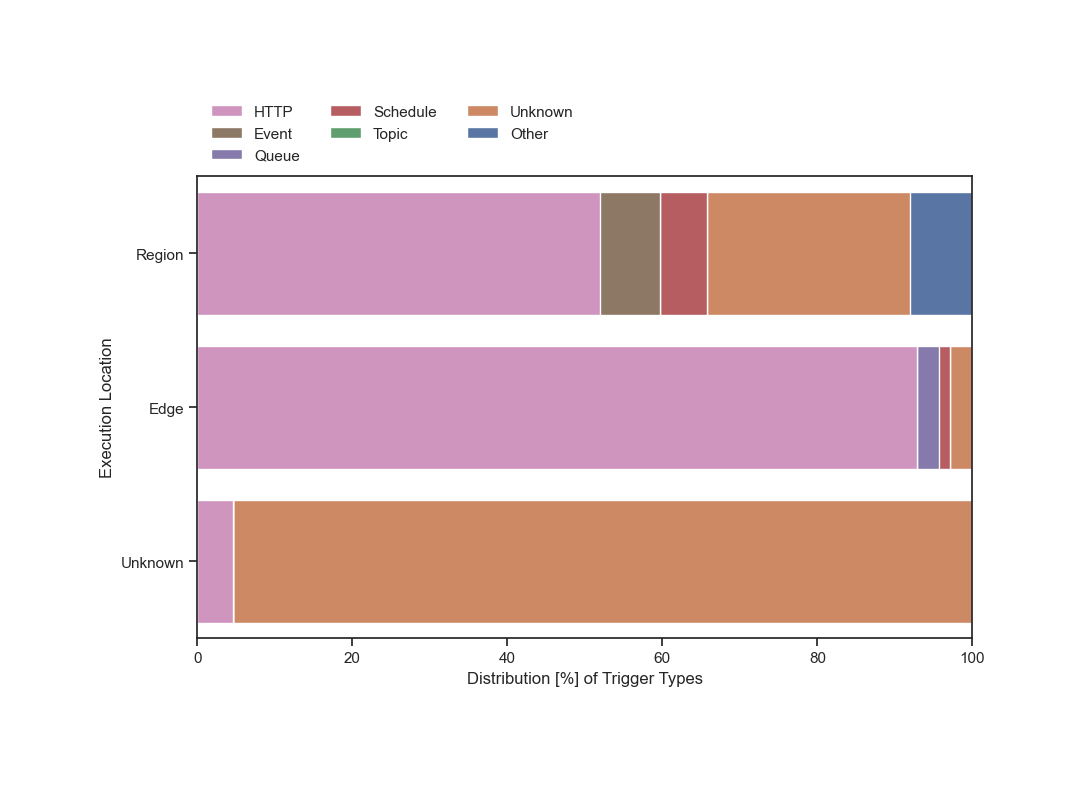 HTTP
Event
Queue
Schedule
Topic
Unknown
Other
Execution Location
Region
Edge
Unknown
0 20 40 60 80 100
Distribution [%] of Trigger Types